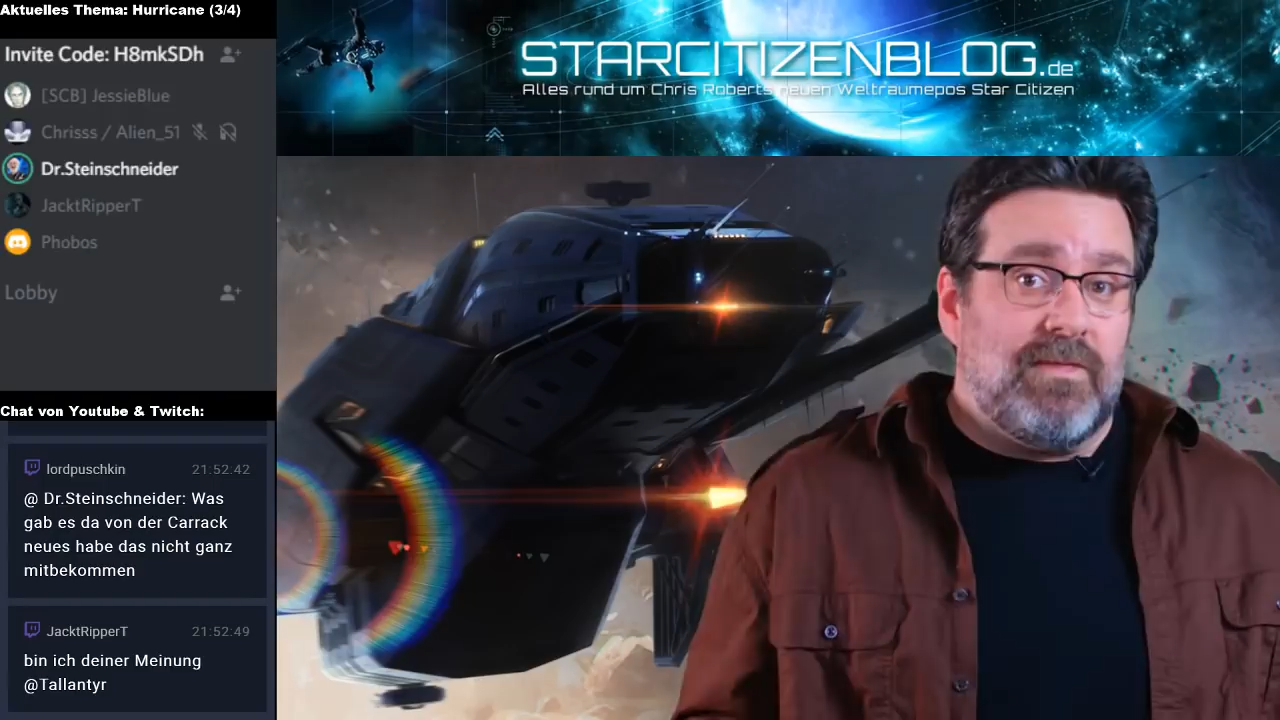 Aktuelles Thema: Hurricane (3/4)
Invite Code: H8mkSDh
[SCB] JessieBlue
Chrisss / Alien_51
Dr.Steinschneider
JacktRipperT
Phobos
Lobby
Chat von Youtube & Twitch:
lordpuschkin 21:52:42
@ Dr.Steinschneider: Was
gab es da von der Carrack
neues habe das nicht ganz
mitbekommen
JacktRipperT 21:52:49
bin ich deiner Meinung
@Tallantyr
STARCITIZENBLOG.de
Alles rund um Chris Roberts neuen Weltraumepos Star Citizen